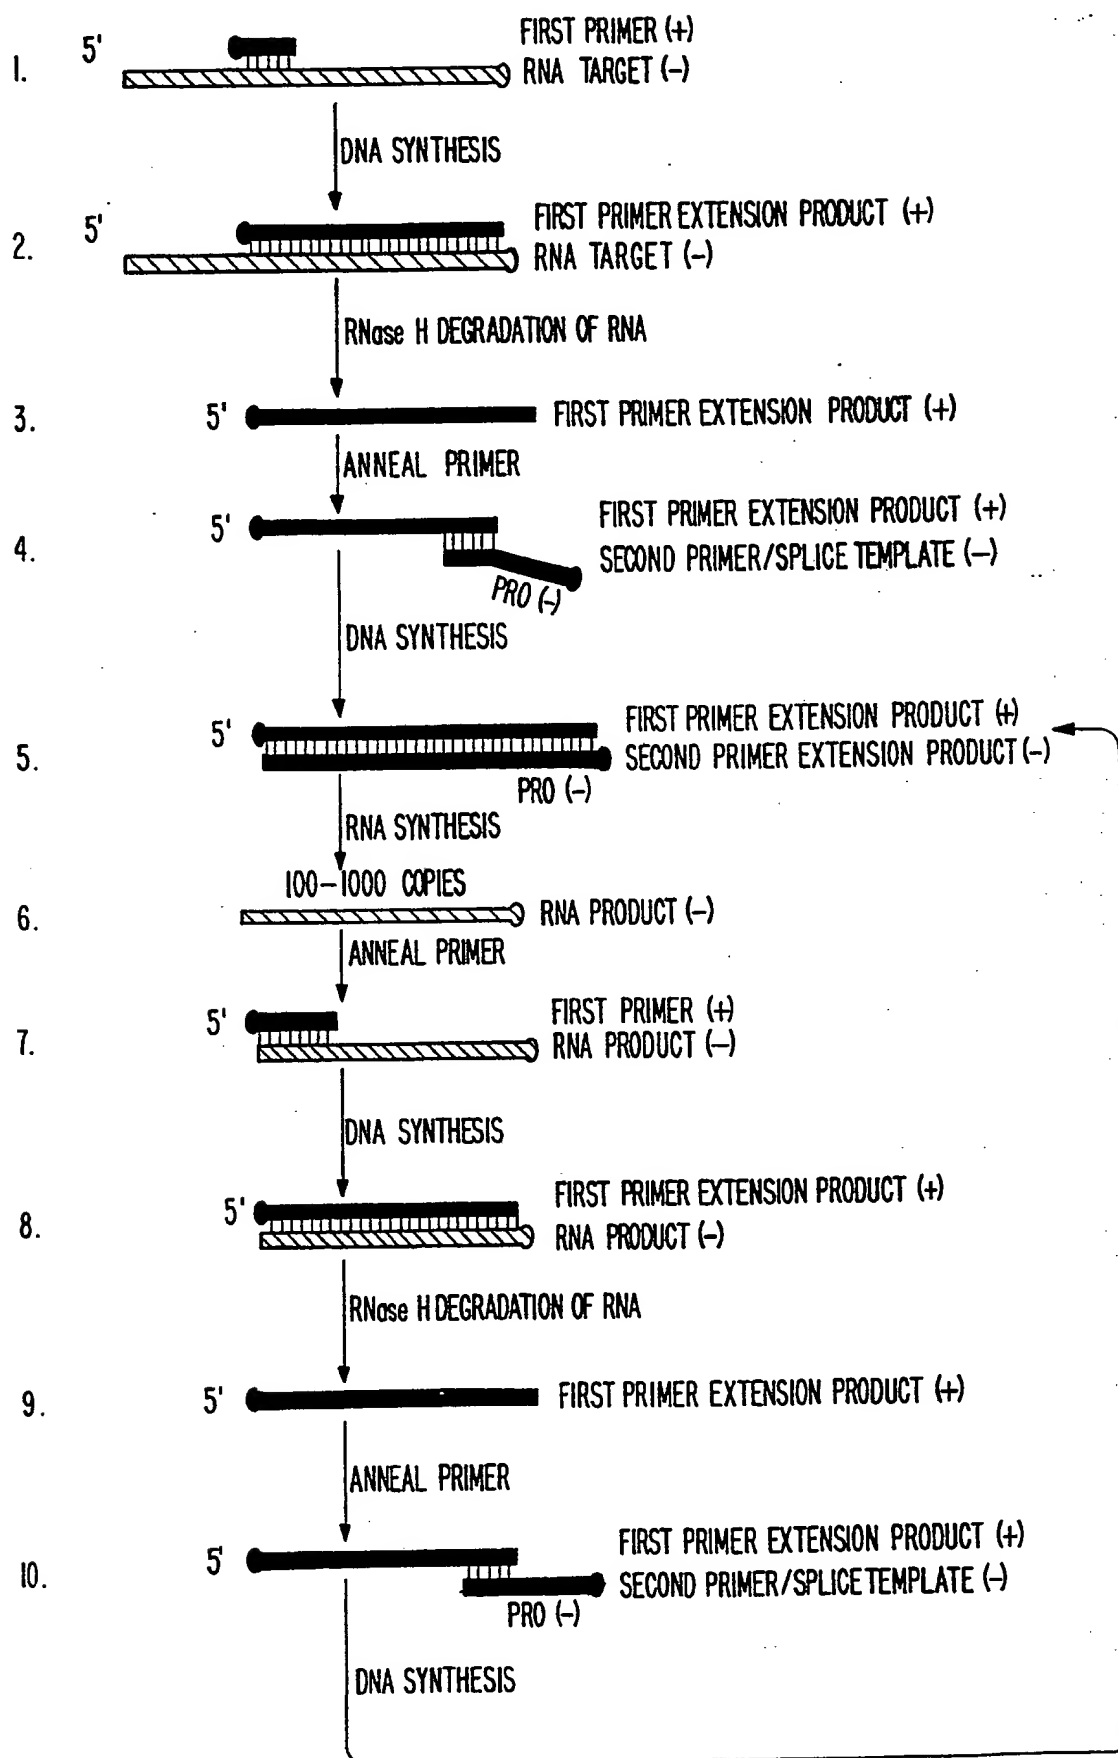 1.
5'
FIRST PRIMER (+)
RNA TARGET (-)
DNA SYNTHESIS
2.
5'
FIRST PRIMER EXTENSION PRODUCT (+)
RNA TARGET (-)
RNase H DEGRADATION OF RNA
3.
5'
FIRST PRIMER EXTENSION PRODUCT (+)
ANNEAL PRIMER
4.
5'
FIRST PRIMER EXTENSION PRODUCT (+)
SECOND PRIMER/SPLICE TEMPLATE (-)
PRO (-)
DNA SYNTHESIS
5.
5'
FIRST PRIMER EXTENSION PRODUCT (+)
SECOND PRIMER EXTENSION PRODUCT (-)
PRO (-)
RNA SYNTHESIS
100-1000 COPIES
6.
RNA PRODUCT (-)
ANNEAL PRIMER
7.
5'
FIRST PRIMER (+)
RNA PRODUCT (-)
DNA SYNTHESIS
8.
5'
FIRST PRIMER EXTENSION PRODUCT (+)
RNA PRODUCT (-)
RNase H DEGRADATION OF RNA
9.
5'
FIRST PRIMER EXTENSION PRODUCT (+)
ANNEAL PRIMER
10.
5'
FIRST PRIMER EXTENSION PRODUCT (+)
SECOND PRIMER/SPLICE TEMPLATE (-)
PRO (-)
DNA SYNTHESIS